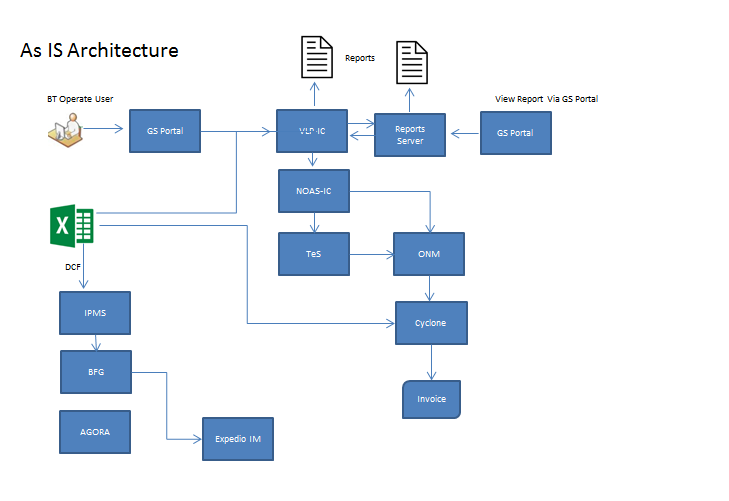 As IS Architecture
Reports
BT Operate User
View Report Via GS Portal
GS Portal
Reports
Server
GS Portal
NOAS-IC
X
TeS
ONM
DCF
IPMS
Cyclone
BFG
Invoice
AGORA
Expedio IM